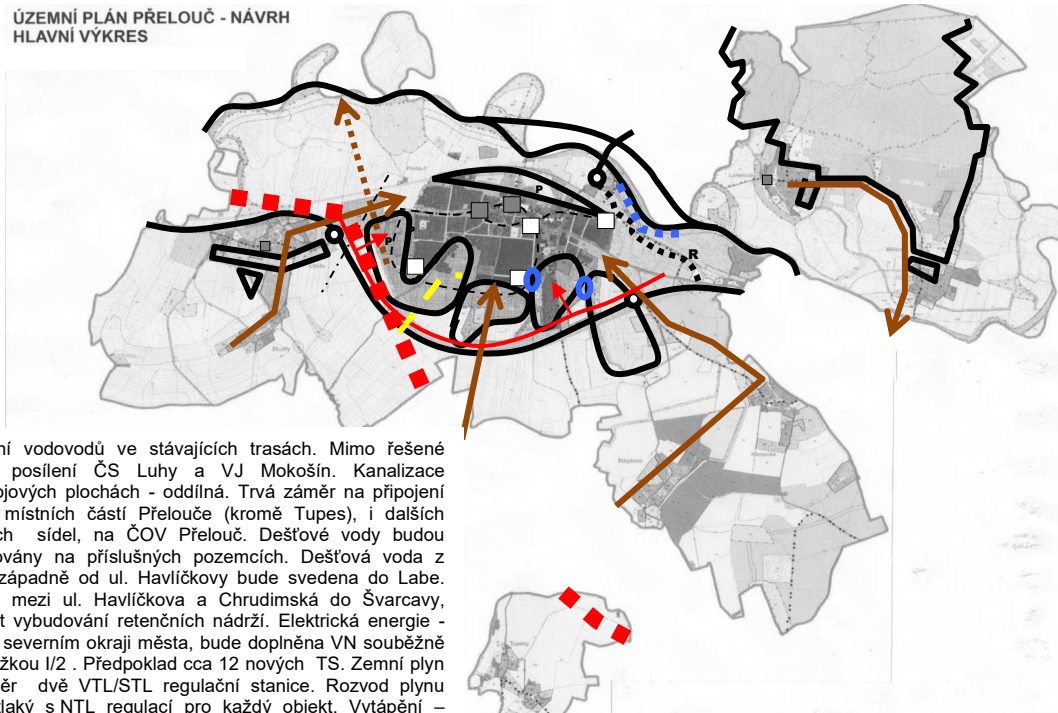 ÚZEMNÍ PLÁN PŘELOUČ - NÁVRH
HLAVNÍ VÝKRES
P
P
R
ní vodovodů ve stávajících trasách. Mimo řešené
posílení ČS Luhy a VJ Mokošín. Kanalizace
ojových plochách - oddílná. Trvá záměr na připojení
místních částí Přelouče (kromě Tupes), i dalších
ch sídel, na ČOV Přelouč. Dešťové vody budou
ovány na příslušných pozemcích. Dešťová voda z
západně od ul. Havlíčkovy bude svedena do Labe.
mezi ul. Havlíčkova a Chrudimská do Švarcavy,
t vybudování retenčních nádrží. Elektrická energie -
severním okraji města, bude doplněna VN souběžně
žkou I/2 . Předpoklad cca 12 nových TS. Zemní plyn
ěr dvě VTL/STL regulační stanice. Rozvod plynu
tlaký s NTL regulací pro každý objekt. Vytápění –